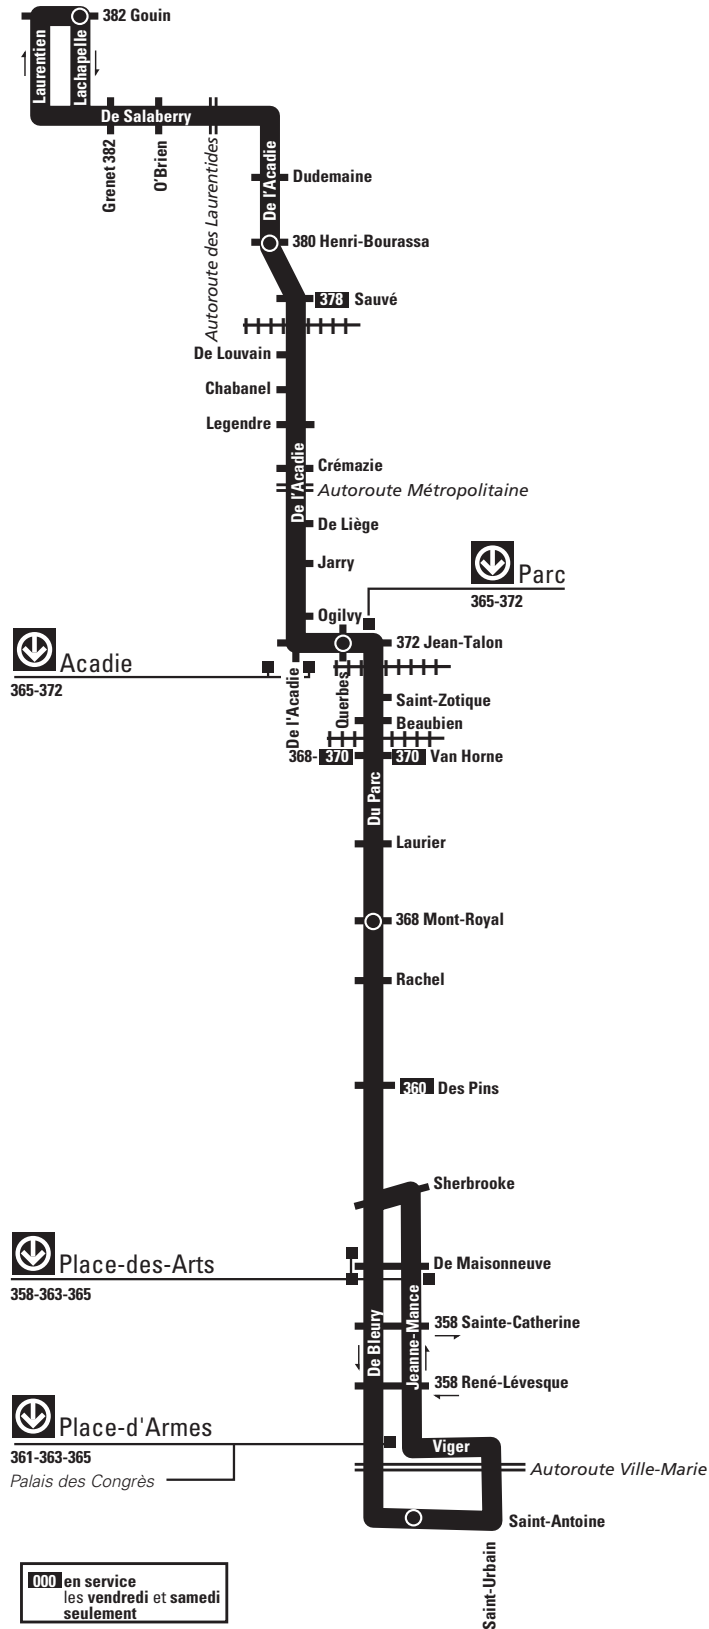 382 Gouin
Laurentien
Lachapelle
De Salaberry
Grenet 382
O'Brien
Autoroute des Laurentides
De l'Acadie
Dudemaine
380 Henri-Bourassa
378 Sauvé
De Louvain
Chabanel
Legendre
De l'Acadie
Crémazie
Autoroute Métropolitaine
De Liège
Jarry
Parc
365-372
Ogilvy
372 Jean-Talon
Acadie
365-372
De l'Acadie
Querbes
Saint-Zotique
Beaubien
368- 370
370 Van Horne
Du Parc
Laurier
368 Mont-Royal
Rachel
360 Des Pins
Sherbrooke
Place-des-Arts
358-363-365
De Maisonneuve
358 Sainte-Catherine
De Bleury
Jeanne-Mance
358 René-Lévesque
Place-d'Armes
361-363-365
Palais des Congrès
Viger
Autoroute Ville-Marie
Saint-Antoine
Saint-Urbain
000 en service
les vendredi et samedi
seulement